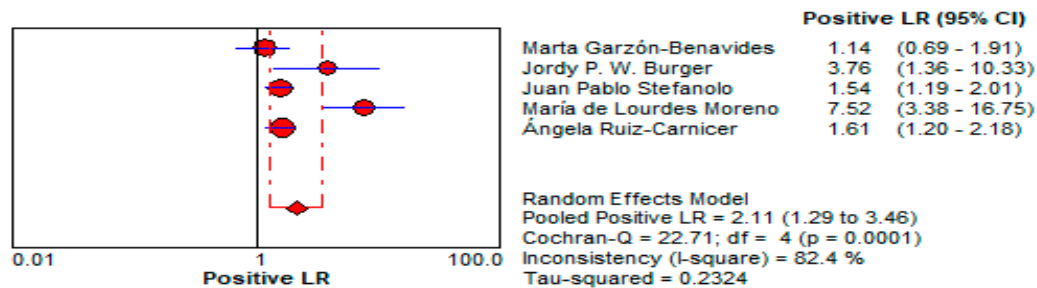 Positive LR (95% CI)
Marta Garzón-Benavides 1.14 (0.69 - 1.91)
Jordy P. W. Burger 3.76 (1.36 - 10.33)
Juan Pablo Stefanolo 1.54 (1.19 - 2.01)
María de Lourdes Moreno 7.52 (3.38 - 16.75)
Ángela Ruiz-Carnicer 1.61 (1.20 - 2.18)
Random Effects Model
Pooled Positive LR = 2.11 (1.29 to 3.46)
Cochran-Q = 22.71; df = 4 (p = 0.0001)
Inconsistency (I-square) = 82.4 %
Tau-squared = 0.2324
0.01 1 100.0
Positive LR